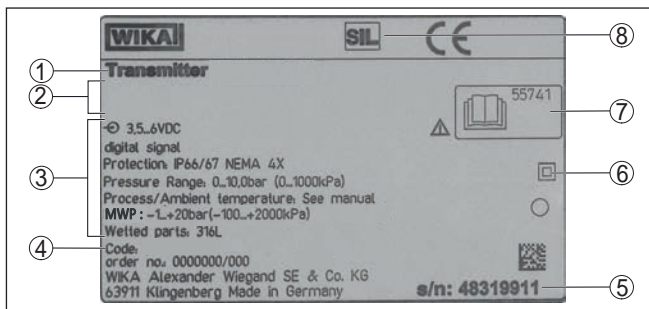 WIKA
SIL
CE
8
1
Transmitter
2
55741
7
3,5...6VDC
digital signal
Protection: IP66/67 NEMA 4X
Pressure Range: 0...10,0bar (0...1000kPa)
6
3
Process/Ambient temperature: See manual
MWP : -1...+20bar(-100...+2000kPa)
Wetted parts: 316L
4
Code:
order no.: 0000000/000
WIKA Alexander Wiegand SE & Co. KG
63911 Klingenberg Made in Germany
s/n: 48319911
5